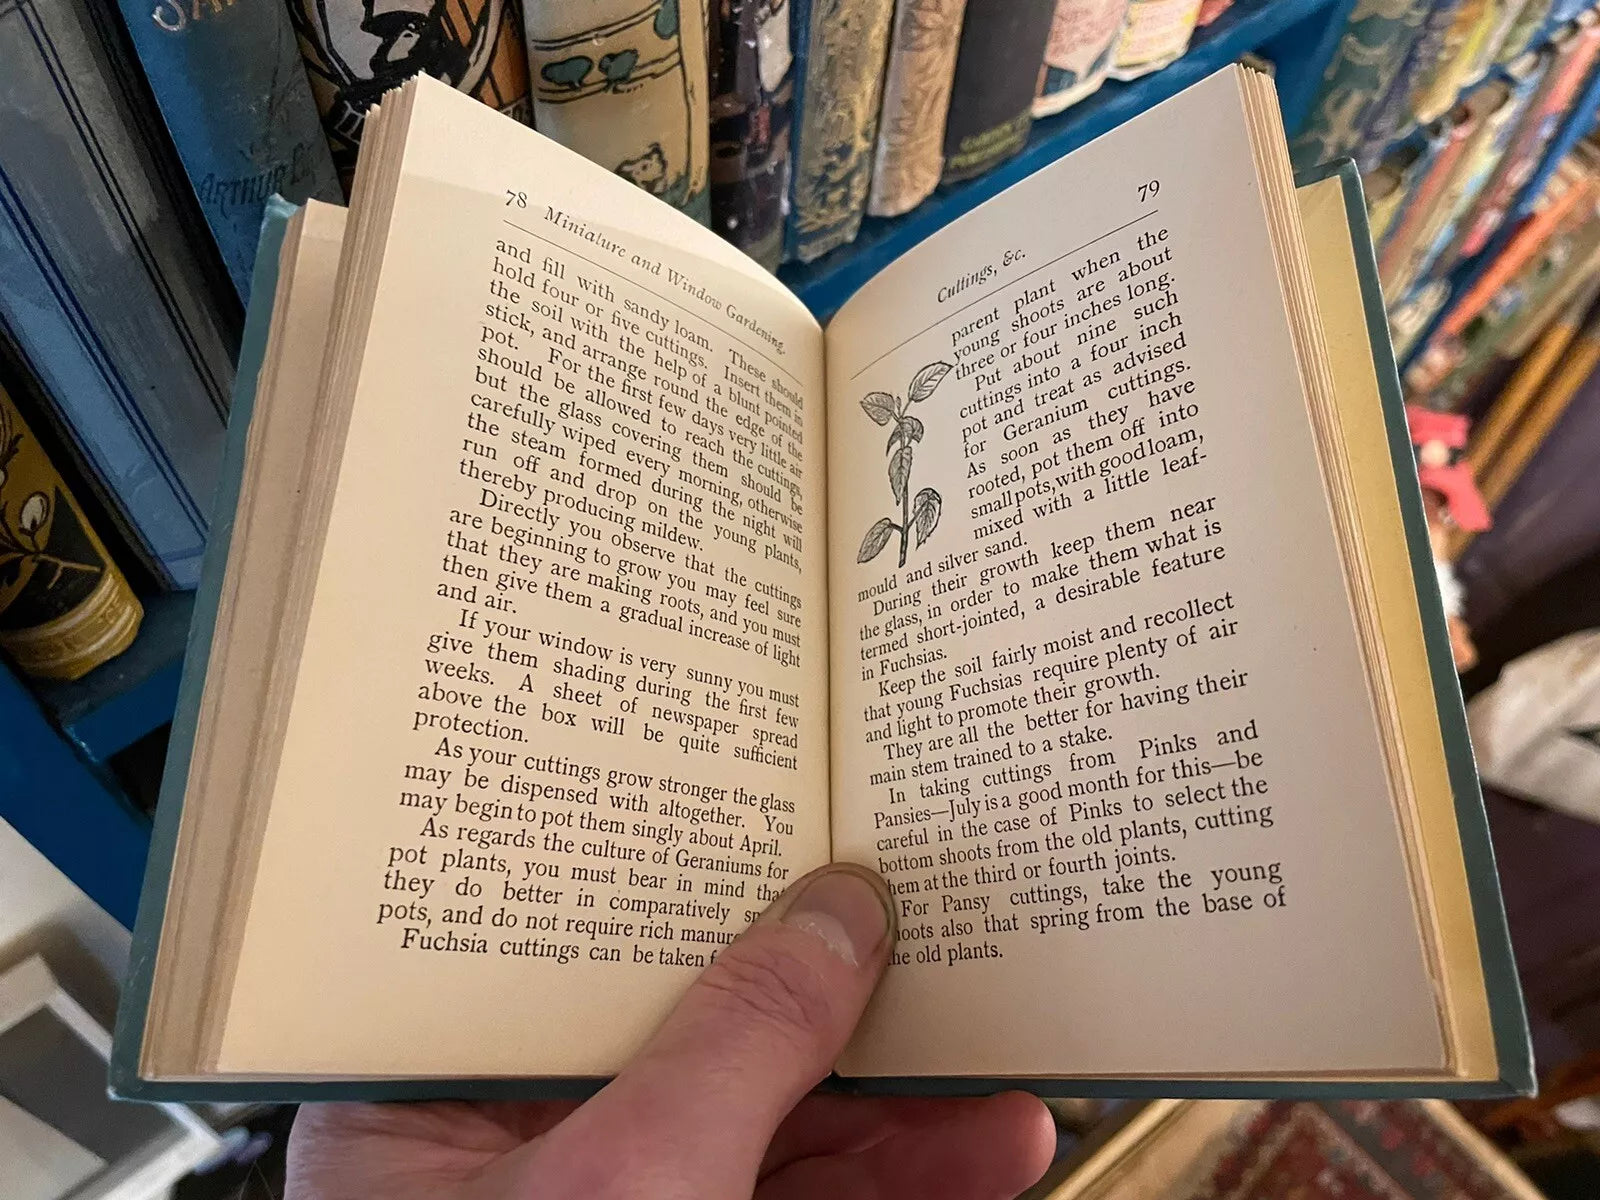 ARTHUR
78 Miniature and Window Gardening.
and fill with sandy loam. These should
hold four or five cuttings. Insert them in
the soil with the help of a blunt pointed
stick, and arrange round the edge of the
pot. For the first few days very little air
should be allowed to reach the cuttings,
but the glass covering them should be
carefully wiped every morning, otherwise
the steam formed during the night will
run off and drop on the young plants,
thereby producing mildew.
Directly you observe that the cuttings
are beginning to grow you may feel sure
that they are making roots, and you must
then give them a gradual increase of light
and air.
If your window is very sunny you must
give them shading during the first few
weeks. A sheet of newspaper spread
above the box will be quite sufficient
protection.
As your cuttings grow stronger the glass
may be dispensed with altogether. You
may begin to pot them singly about April.
As regards the culture of Geraniums for
pot plants, you must bear in mind tha
they do better in comparatively
pots, and do not require rich manur
Fuchsia cuttings can be taken
Cuttings, &c. 79
parent plant when the
young shoots are about
three or four inches long.
Put about nine such
cuttings into a four inch
pot and treat as advised
for Geranium cuttings.
As soon as they have
rooted, pot them off into
small pots, with good loam,
mixed with a little leaf-
mould and silver sand.
During their growth keep them near
the glass, in order to make them what is
termed short-jointed, a desirable feature
in Fuchsias.
Keep the soil fairly moist and recollect
that young Fuchsias require plenty of air
and light to promote their growth.
They are all the better for having their
main stem trained to a stake.
In taking cuttings from Pinks and
Pansies—July is a good month for this—be
careful in the case of Pinks to select the
bottom shoots from the old plants, cutting
hem at the third or fourth joints.
For Pansy cuttings, take the young
hoots also that spring from the base of
he old plants.